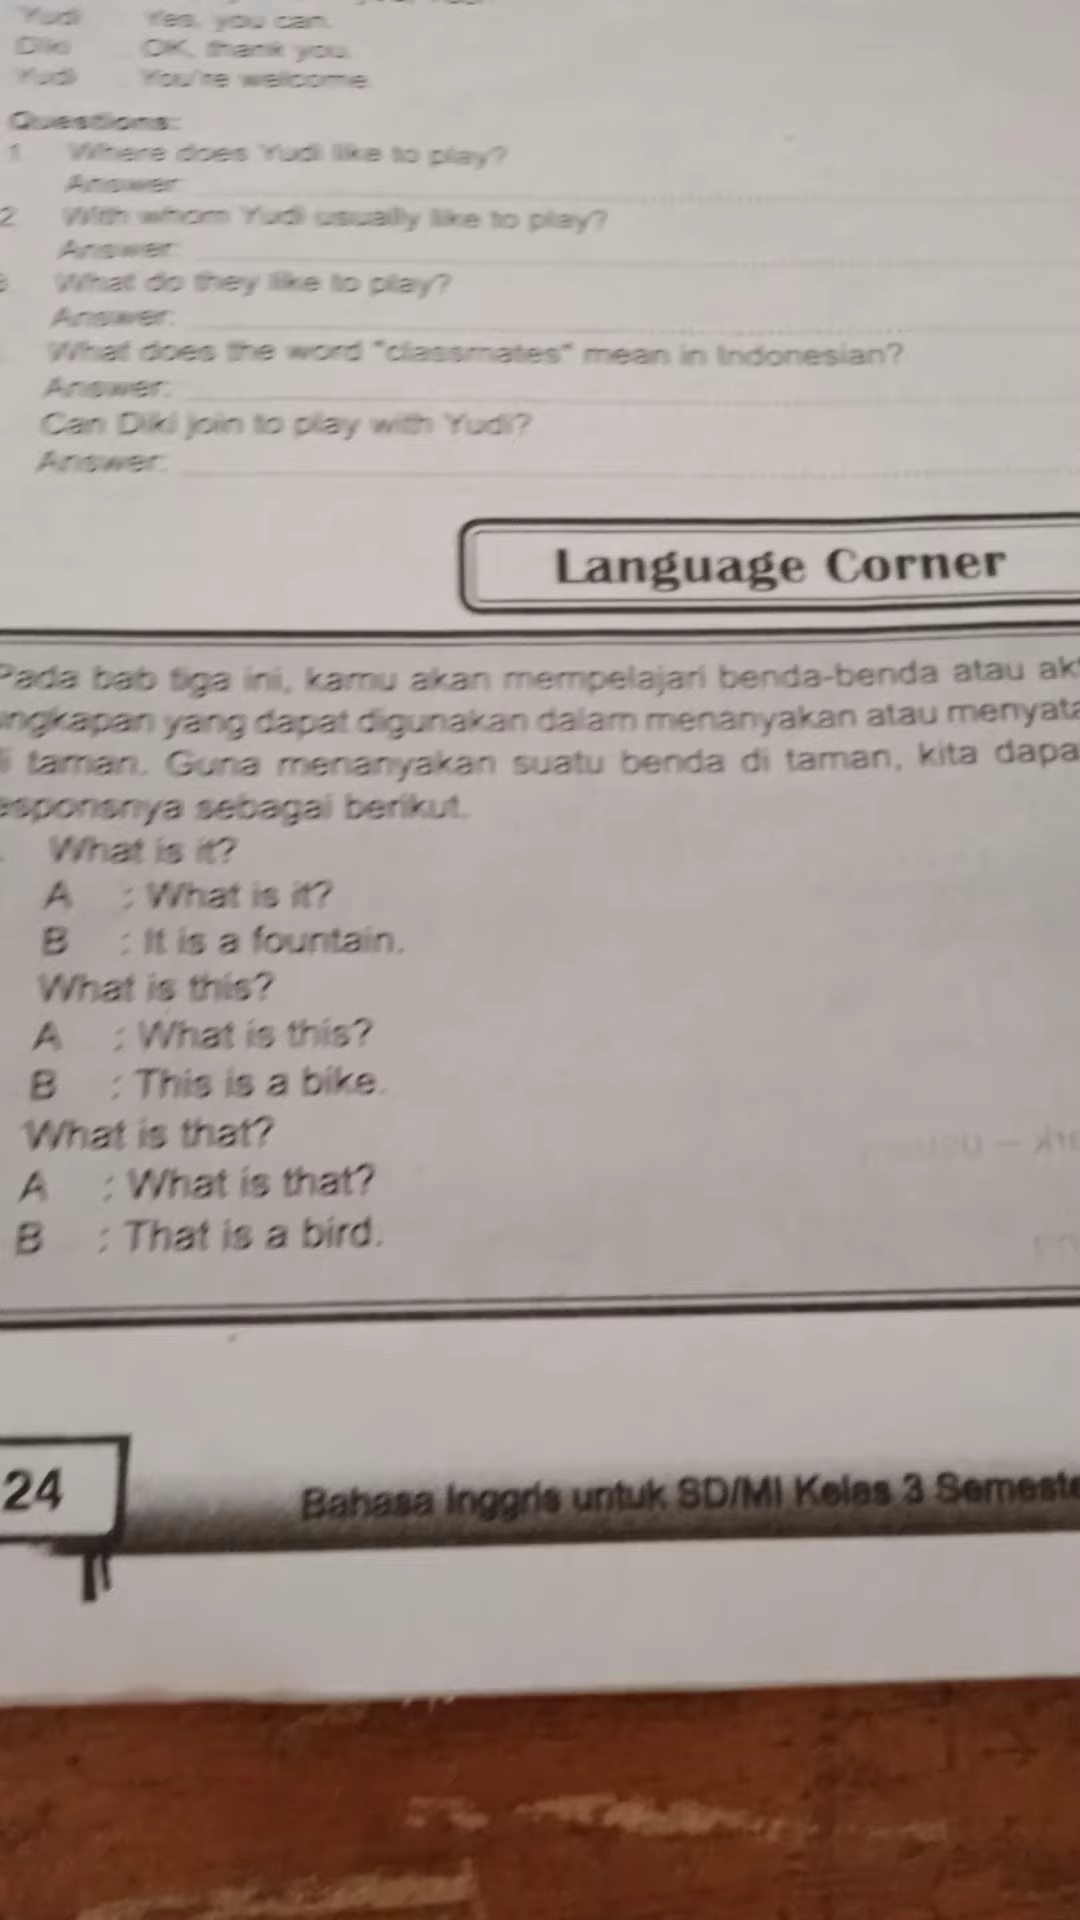 Yudi Yes, you can.
Diki OK, thank you.
Yudi You're welcome
Questions:
1 Where does Yudi like to play?
Answer:
2 With whom Yudi usually like to play?
Answer:
What do they like to play?
Answer:
What does the word "classmates" mean in Indonesian?
Answer:
Can Diki join to play with Yudi?
Answer:
Language Corner
Pada bab tiga ini, kamu akan mempelajari benda-benda atau akt
ungkapan yang dapat digunakan dalam menanyakan atau menyata
di taman. Guna menanyakan suatu benda di taman, kita dapa
esponsnya sebagai berikut.
What is it?
A : What is it?
B : It is a fountain.
What is this?
A : What is this?
B : This is a bike.
What is that?
A : What is that?
B : That is a bird.
24
Bahasa Inggris untuk SD/MI Kelas 3 Semeste